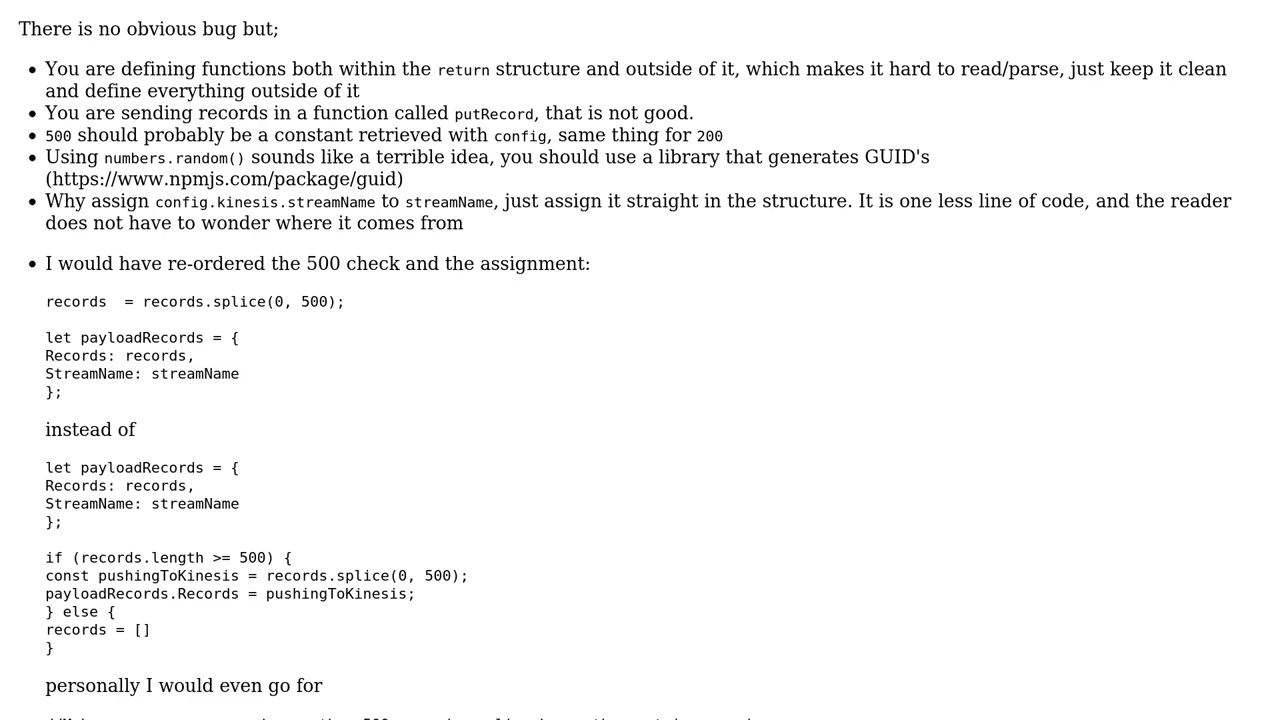 There is no obvious bug but;
You are defining functions both within the return structure and outside of it, which makes it hard to read/parse, just keep it clean
and define everything outside of it
You are sending records in a function called putRecord, that is not good.
500 should probably be a constant retrieved with config, same thing for 200
Using numbers.random() sounds like a terrible idea, you should use a library that generates GUID's
(https://www.npmjs.com/package/guid)
Why assign config.kinesis.streamName to streamName, just assign it straight in the structure. It is one less line of code, and the reader
does not have to wonder where it comes from
I would have re-ordered the 500 check and the assignment:
records  = records.splice(0, 500);
let payloadRecords = {
Records: records,
StreamName: streamName
};
instead of
let payloadRecords = {
Records: records,
StreamName: streamName
};
if (records.length >= 500) {
const pushingToKinesis = records.splice(0, 500);
payloadRecords.Records = pushingToKinesis;
} else {
records = []
}
personally I would even go for